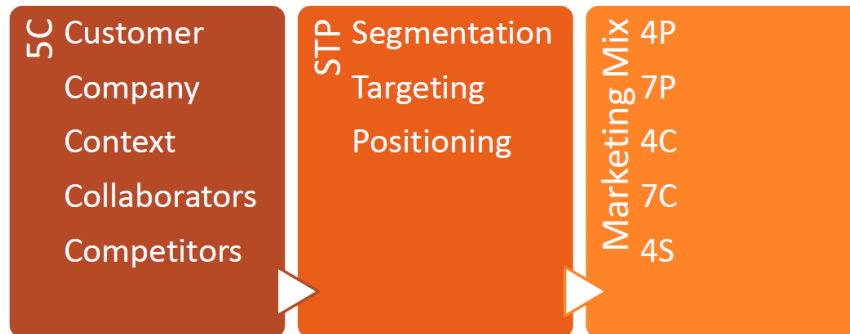 5C
Customer
Company
Context
Collaborators
Competitors
STP
Segmentation
Targeting
Positioning
Marketing Mix
4P
7P
4C
7C
4S